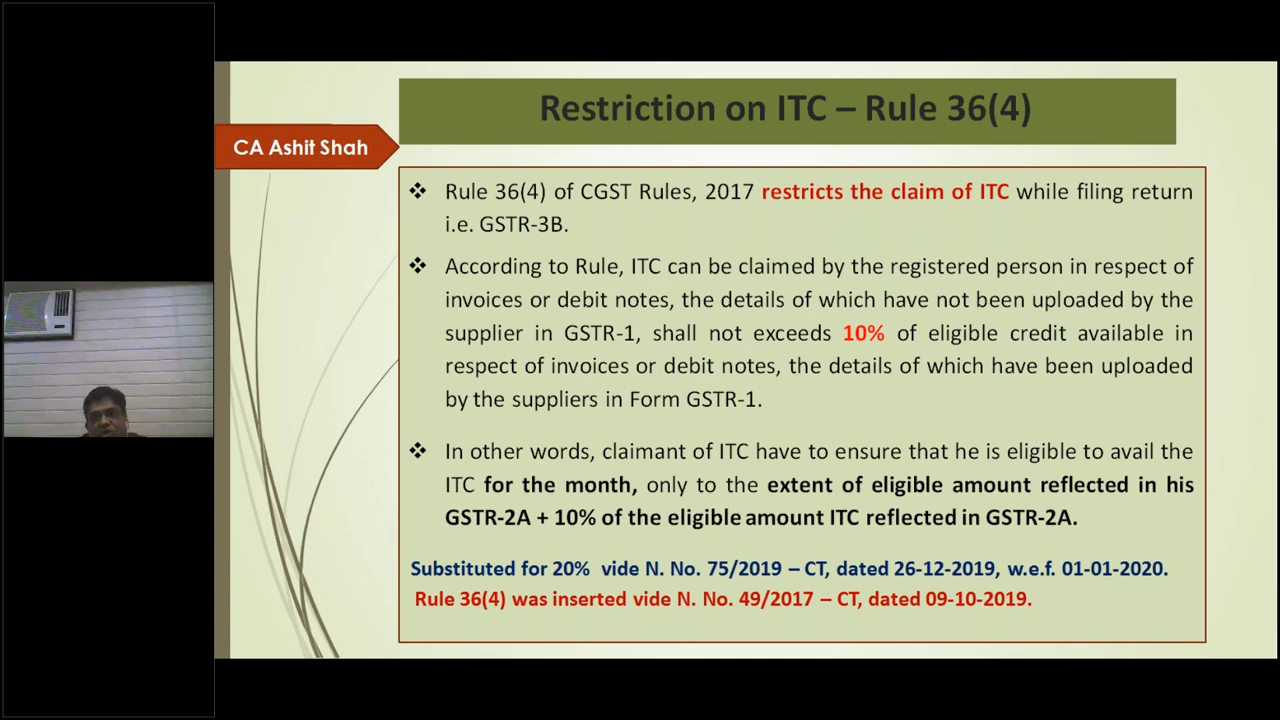 Restriction on ITC – Rule 36(4)
CA Ashit Shah
❖ Rule 36(4) of CGST Rules, 2017 restricts the claim of ITC while filing return
i.e. GSTR-3B.
❖ According to Rule, ITC can be claimed by the registered person in respect of
invoices or debit notes, the details of which have not been uploaded by the
supplier in GSTR-1, shall not exceeds 10% of eligible credit available in
respect of invoices or debit notes, the details of which have been uploaded
by the suppliers in Form GSTR-1.
❖ In other words, claimant of ITC have to ensure that he is eligible to avail the
ITC for the month, only to the extent of eligible amount reflected in his
GSTR-2A + 10% of the eligible amount ITC reflected in GSTR-2A.
Substituted for 20% vide N. No. 75/2019 – CT, dated 26-12-2019, w.e.f. 01-01-2020.
Rule 36(4) was inserted vide N. No. 49/2017 – CT, dated 09-10-2019.